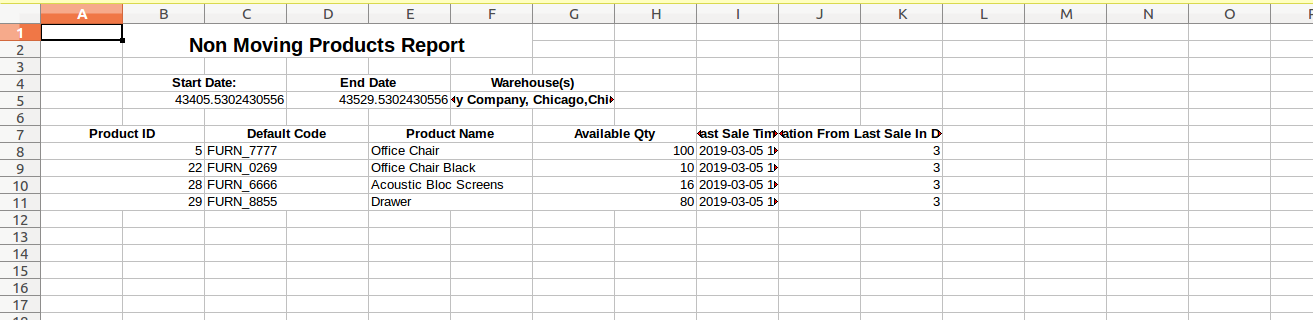 A B C D E F G H I J K L M N O
1
2 Non Moving Products Report
3
4 Start Date: End Date Warehouse(s)
5 43405.5302430556 43529.5302430556 y Company, Chicago,Chi
6
7 Product ID Default Code Product Name Available Qty ast Sale Tim ation From Last Sale In D
8 5 FURN_7777 Office Chair 100 2019-03-05 1 3
9 22 FURN_0269 Office Chair Black 10 2019-03-05 1 3
10 28 FURN_6666 Acoustic Bloc Screens 16 2019-03-05 1 3
11 29 FURN_8855 Drawer 80 2019-03-05 1 3
12
13
14
15
16
17